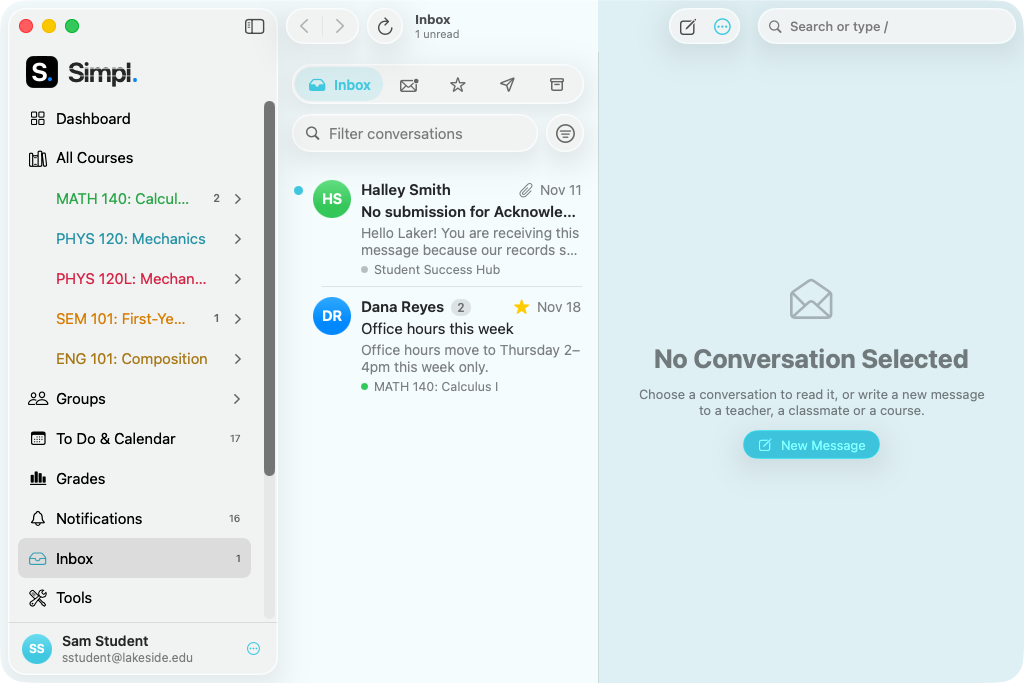 Simpl.
S.
Dashboard
All Courses
MATH 140: Calcul... 2
PHYS 120: Mechanics
PHYS 120L: Mechan...
SEM 101: First-Ye... 1
ENG 101: Composition
Groups
To Do & Calendar 17
Grades
Notifications 16
Inbox 1
Tools
SS
Sam Student
sstudent@lakeside.edu
Inbox
1 unread
Inbox
Filter conversations
HS
Halley Smith Nov 11
No submission for Acknowle...
Hello Laker! You are receiving this
message because our records s...
Student Success Hub
DR
Dana Reyes 2 Nov 18
Office hours this week
Office hours move to Thursday 2–
4pm this week only.
MATH 140: Calculus I
Search or type /
No Conversation Selected
Choose a conversation to read it, or write a new message
to a teacher, a classmate or a course.
New Message